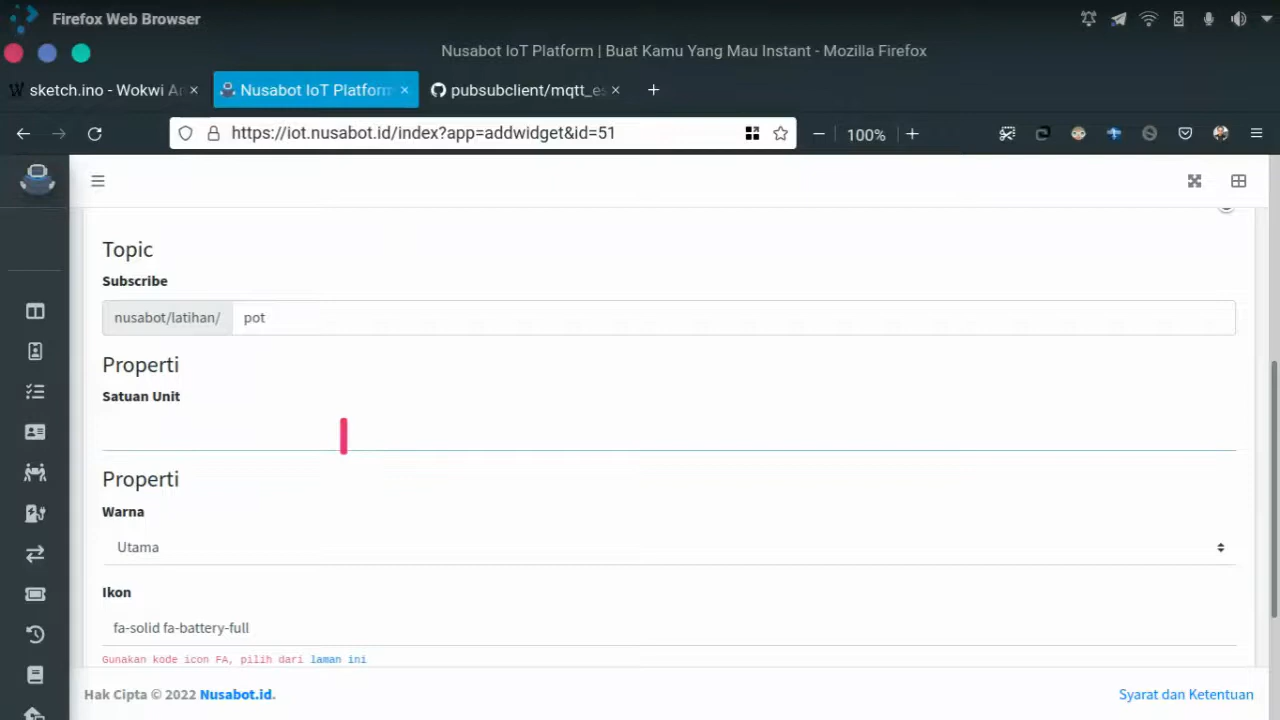 Firefox Web Browser
Nusabot IoT Platform | Buat Kamu Yang Mau Instant - Mozilla Firefox
sketch.ino - Wokwi
Nusabot IoT Platform
pubsubclient/mqtt_es
https://iot.nusabot.id/index?app=addwidget&id=51
100%
Topic
Subscribe
nusabot/latihan/ pot
Properti
Satuan Unit
Properti
Warna
Utama
Ikon
fa-solid fa-battery-full
Gunakan kode icon FA, pilih dari laman ini
Hak Cipta © 2022 Nusabot.id.
Syarat dan Ketentuan